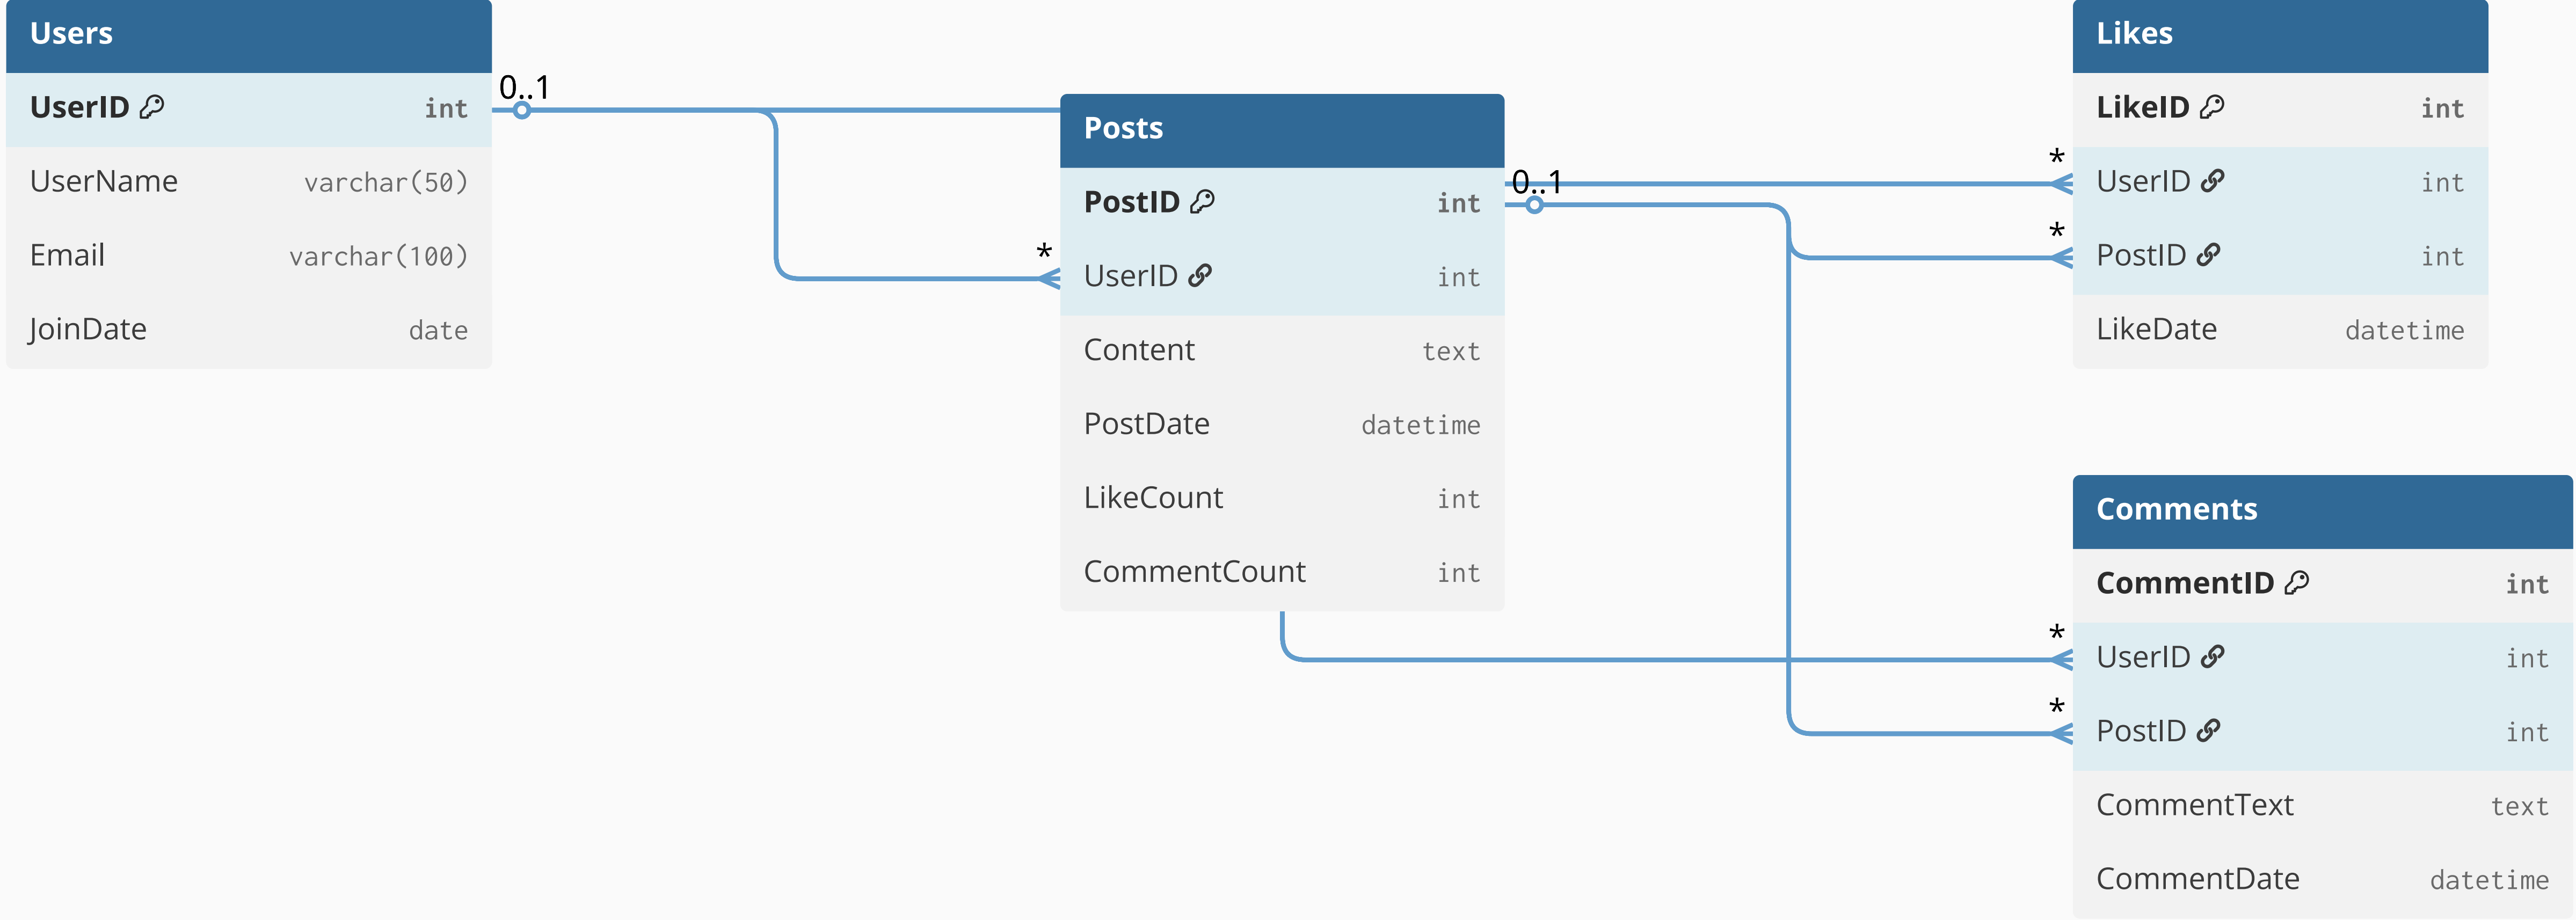 Users
UserID int
UserName varchar(50)
Email varchar(100)
JoinDate date
0..1
*
Posts
PostID int
UserID int
Content text
PostDate datetime
LikeCount int
CommentCount int
0..1
*
*
Likes
LikeID int
UserID int
PostID int
LikeDate datetime
*
*
Comments
CommentID int
UserID int
PostID int
CommentText text
CommentDate datetime